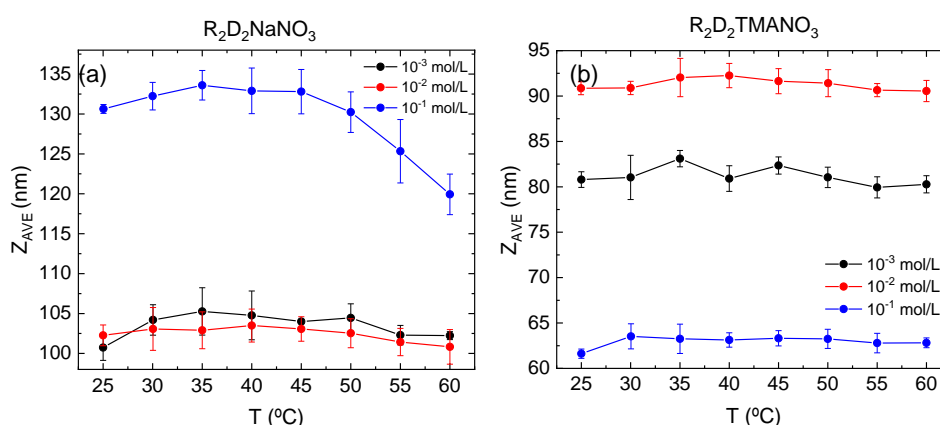 R₂D₂NaNO₃
(a)
10⁻³ mol/L
10⁻² mol/L
10⁻¹ mol/L
135
130
125
120
115
110
105
100
Z_AVE (nm)
25 30 35 40 45 50 55 60
T (ºC)
R₂D₂TMANO₃
(b)
95
90
85
80
75
70
65
60
Z_AVE (nm)
10⁻³ mol/L
10⁻² mol/L
10⁻¹ mol/L
25 30 35 40 45 50 55 60
T (ºC)